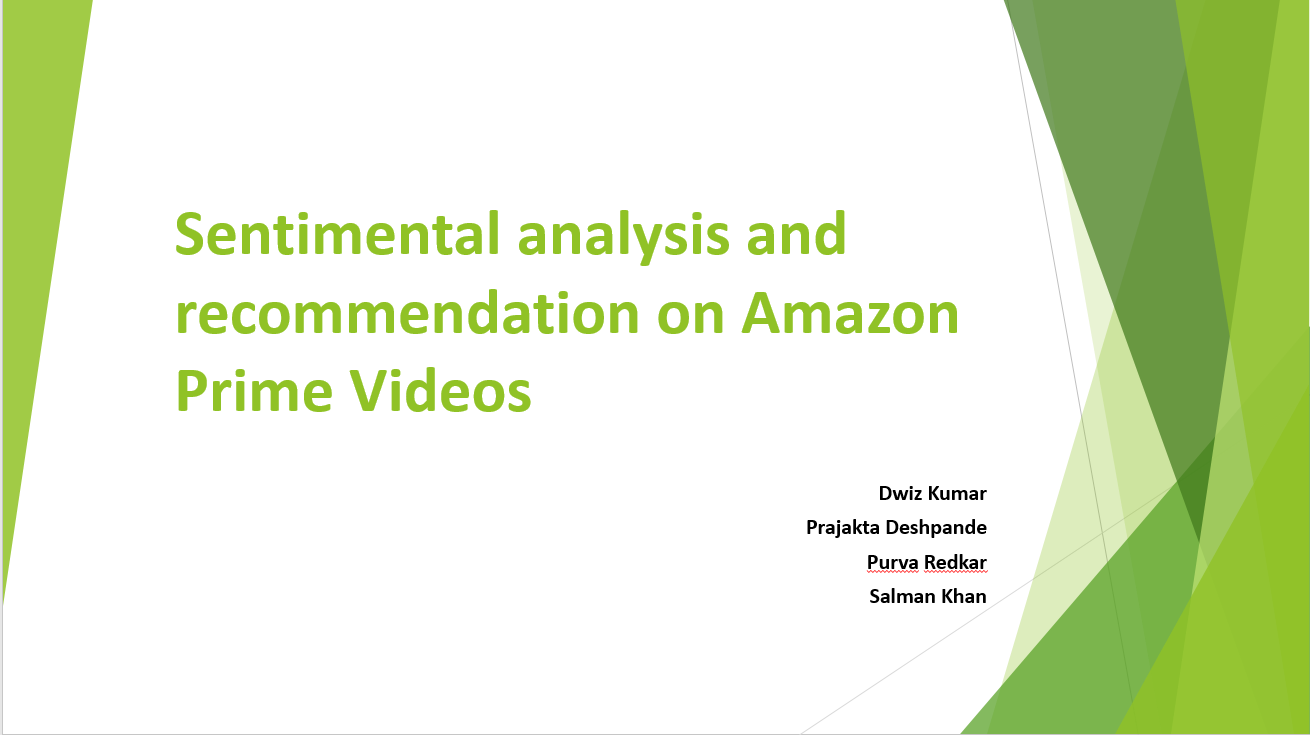 Sentimental analysis and
recommendation on Amazon
Prime Videos
Dwiz Kumar
Prajakta Deshpande
Purva Redkar
Salman Khan